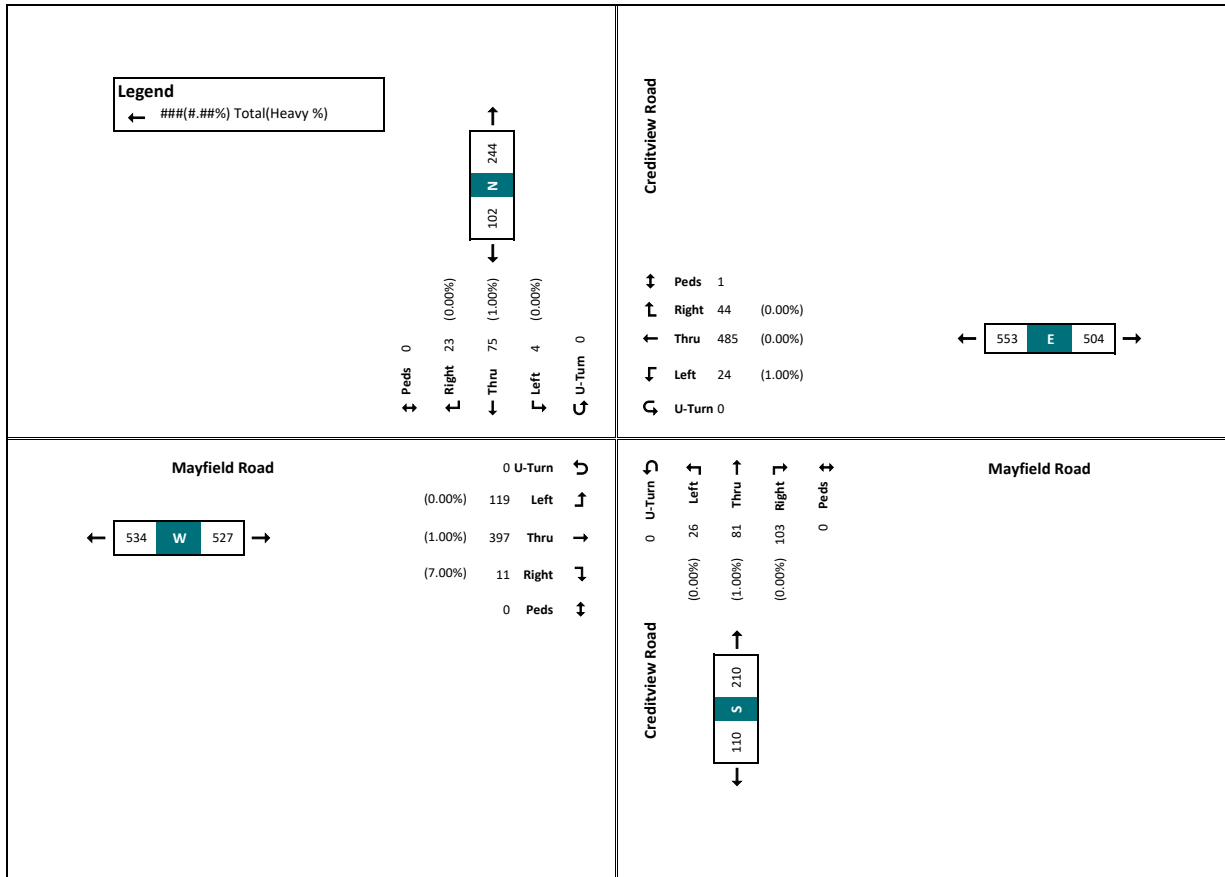 Legend
###(#.##%) Total(Heavy %)
244
N
102
(0.00%) (1.00%) (0.00%)
0 23 75 4 0
Peds Right Thru Left U-Turn
Creditview Road
Peds 1
Right 44 (0.00%)
Thru 485 (0.00%)
Left 24 (1.00%)
U-Turn 0
553 E 504
Mayfield Road
0 U-Turn
(0.00%) 119 Left
(1.00%) 397 Thru
(7.00%) 11 Right
0 Peds
534 W 527
U-Turn Left Thru Right Peds
0 26 81 103 0
(0.00%) (1.00%) (0.00%)
Mayfield Road
Creditview Road
210
S
110